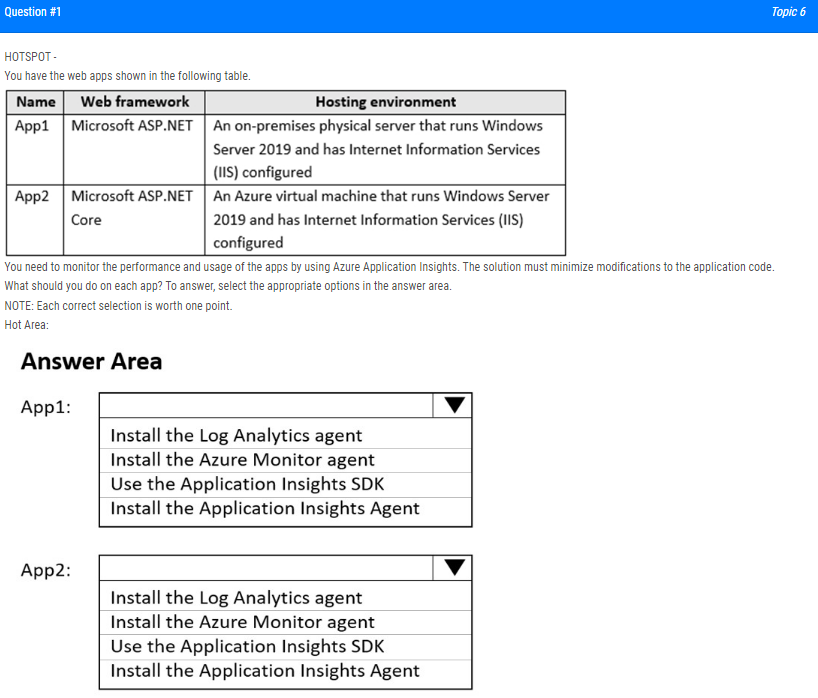 Question #1
Topic 6
HOTSPOT -
You have the web apps shown in the following table.
Name Web framework Hosting environment
App1 Microsoft ASP.NET An on-premises physical server that runs Windows
Server 2019 and has Internet Information Services
(IIS) configured
App2 Microsoft ASP.NET An Azure virtual machine that runs Windows Server
Core 2019 and has Internet Information Services (IIS)
configured
You need to monitor the performance and usage of the apps by using Azure Application Insights. The solution must minimize modifications to the application code.
What should you do on each app? To answer, select the appropriate options in the answer area.
NOTE: Each correct selection is worth one point.
Hot Area:
Answer Area
App1:
Install the Log Analytics agent
Install the Azure Monitor agent
Use the Application Insights SDK
Install the Application Insights Agent
App2:
Install the Log Analytics agent
Install the Azure Monitor agent
Use the Application Insights SDK
Install the Application Insights Agent